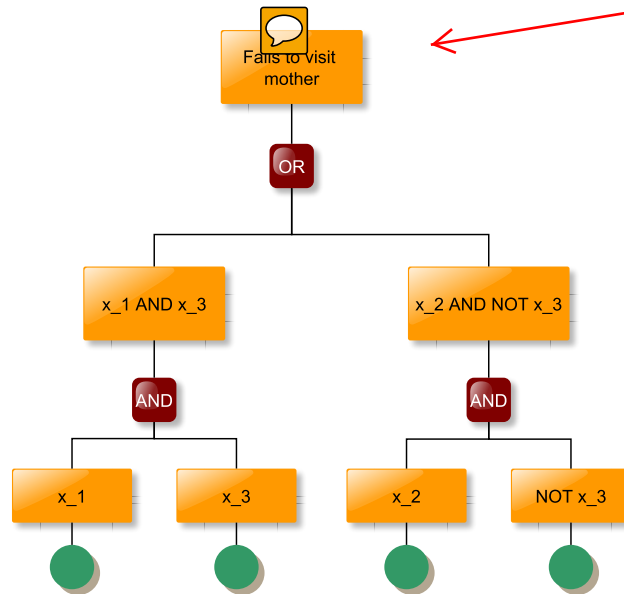 Fails to visit
mother
OR
x_1 AND x_3
x_2 AND NOT x_3
AND
AND
x_1
x_3
x_2
NOT x_3